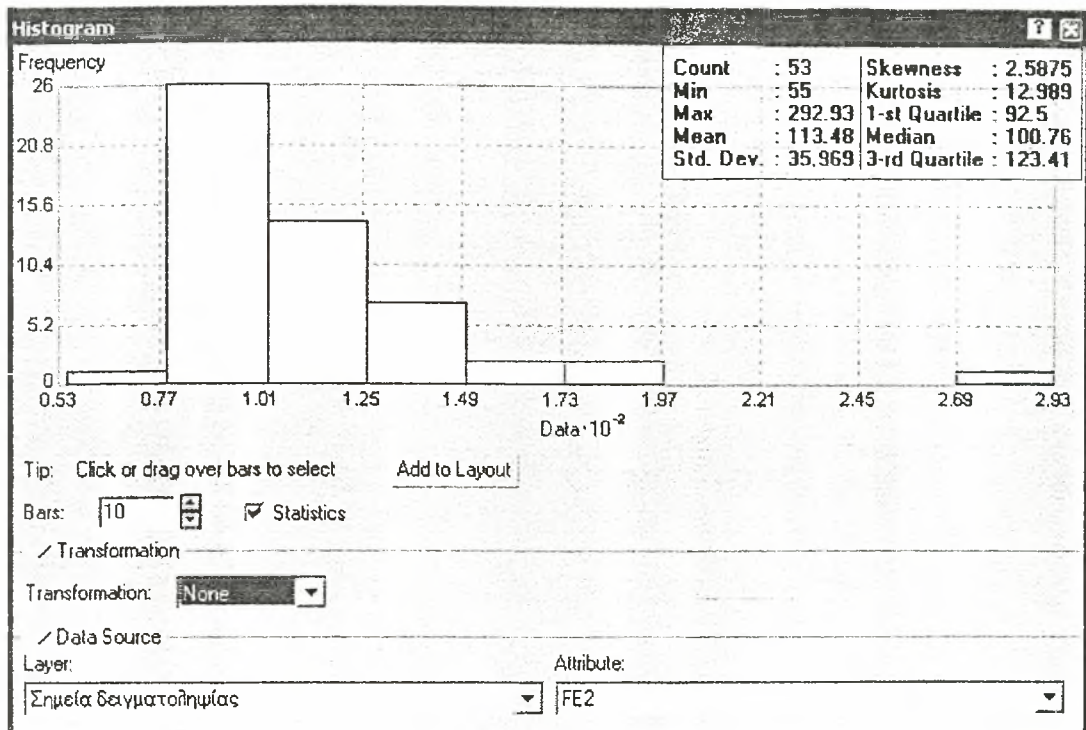 Histogram
Frequency
Count : 53 Skewness : 2.5875
Min : 55 Kurtosis : 12.989
Max : 292.93 1-st Quartile : 92.5
Mean : 113.48 Median : 100.76
Std. Dev. : 35.969 3-rd Quartile : 123.41
26
20.8
15.6
10.4
5.2
0
0.53 0.77 1.01 1.25 1.49 1.73 1.97 2.21 2.45 2.69 2.93
Data·10⁻²
Tip: Click or drag over bars to select Add to Layout
Bars: 10 Statistics
Transformation
Transformation: None
Data Source
Layer: Attribute:
Σημεία δειγματοληψίας FE2